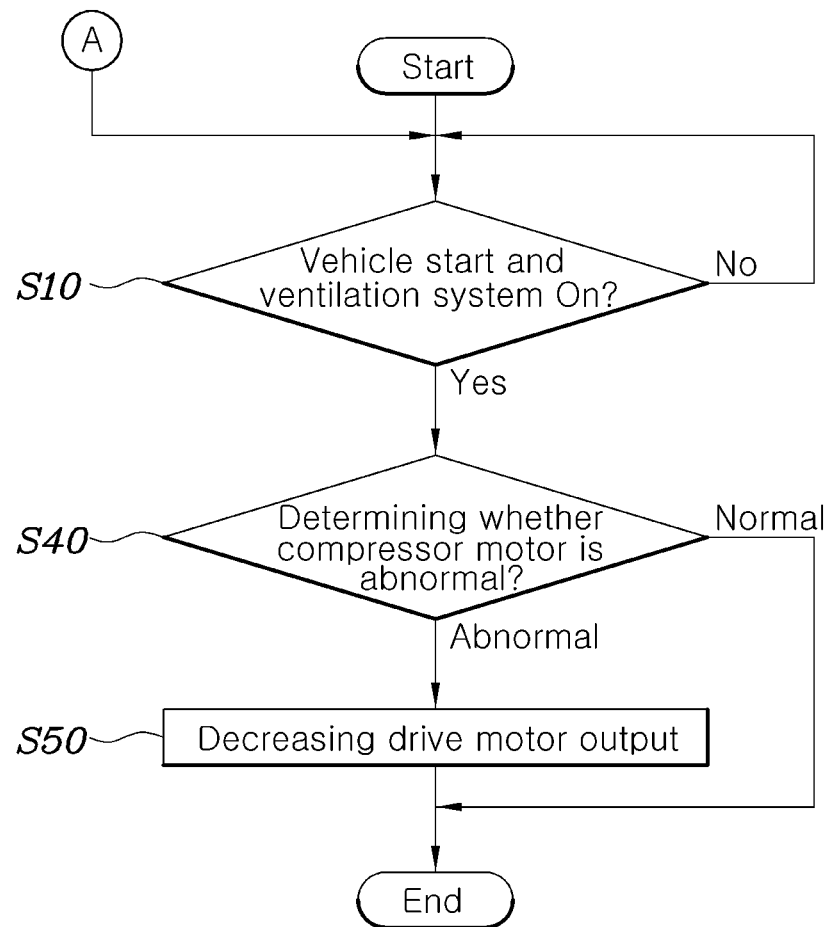 A
Start
Vehicle start and
ventilation system On?
No
S10
Yes
Determining whether
compressor motor is
abnormal?
Normal
S40
Abnormal
S50
Decreasing drive motor output
End